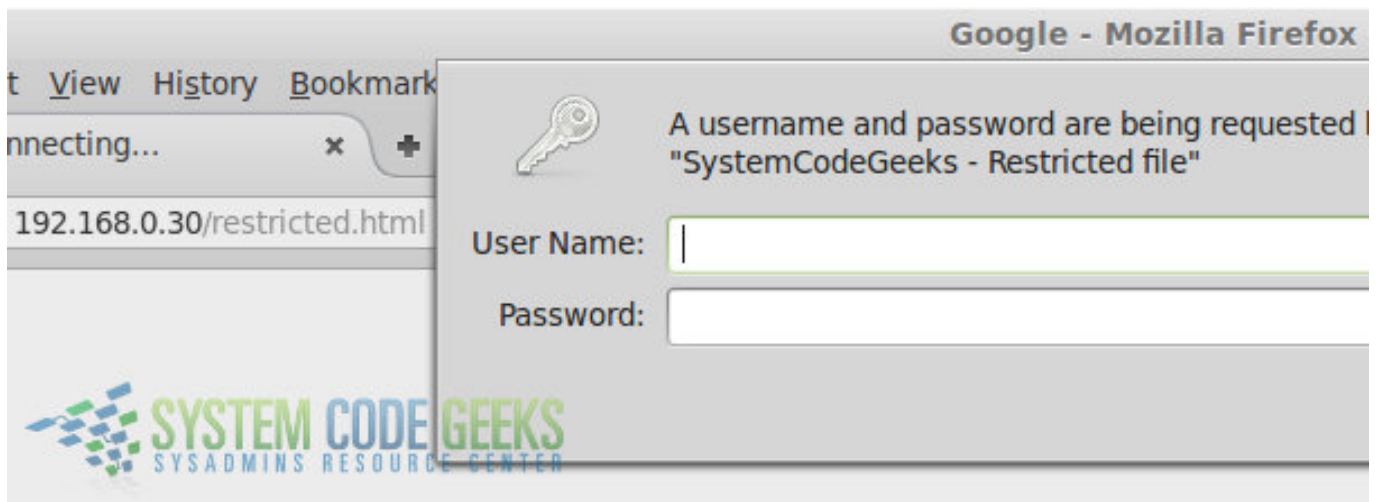 Google - Mozilla Firefox
t View History Bookmark
nnecting...
A username and password are being requested
"SystemCodeGeeks - Restricted file"
192.168.0.30/restricted.html
User Name:
Password:
SYSTEM CODE GEEKS
SYSADMINS RESOURCE CENTER